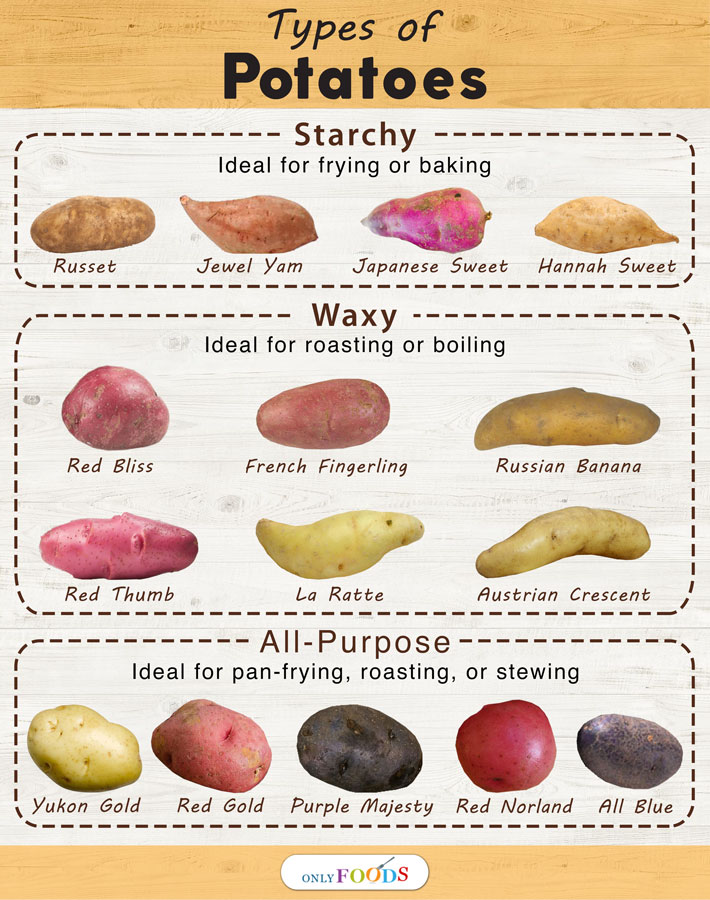 Types of
Potatoes
Starchy
Ideal for frying or baking
Russet
Jewel Yam
Japanese Sweet
Hannah Sweet
Waxy
Ideal for roasting or boiling
Red Bliss
French Fingerling
Russian Banana
Red Thumb
La Ratte
Austrian Crescent
All-Purpose
Ideal for pan-frying, roasting, or stewing
Yukon Gold
Red Gold
Purple Majesty
Red Norland
All Blue
ONLY FOODS